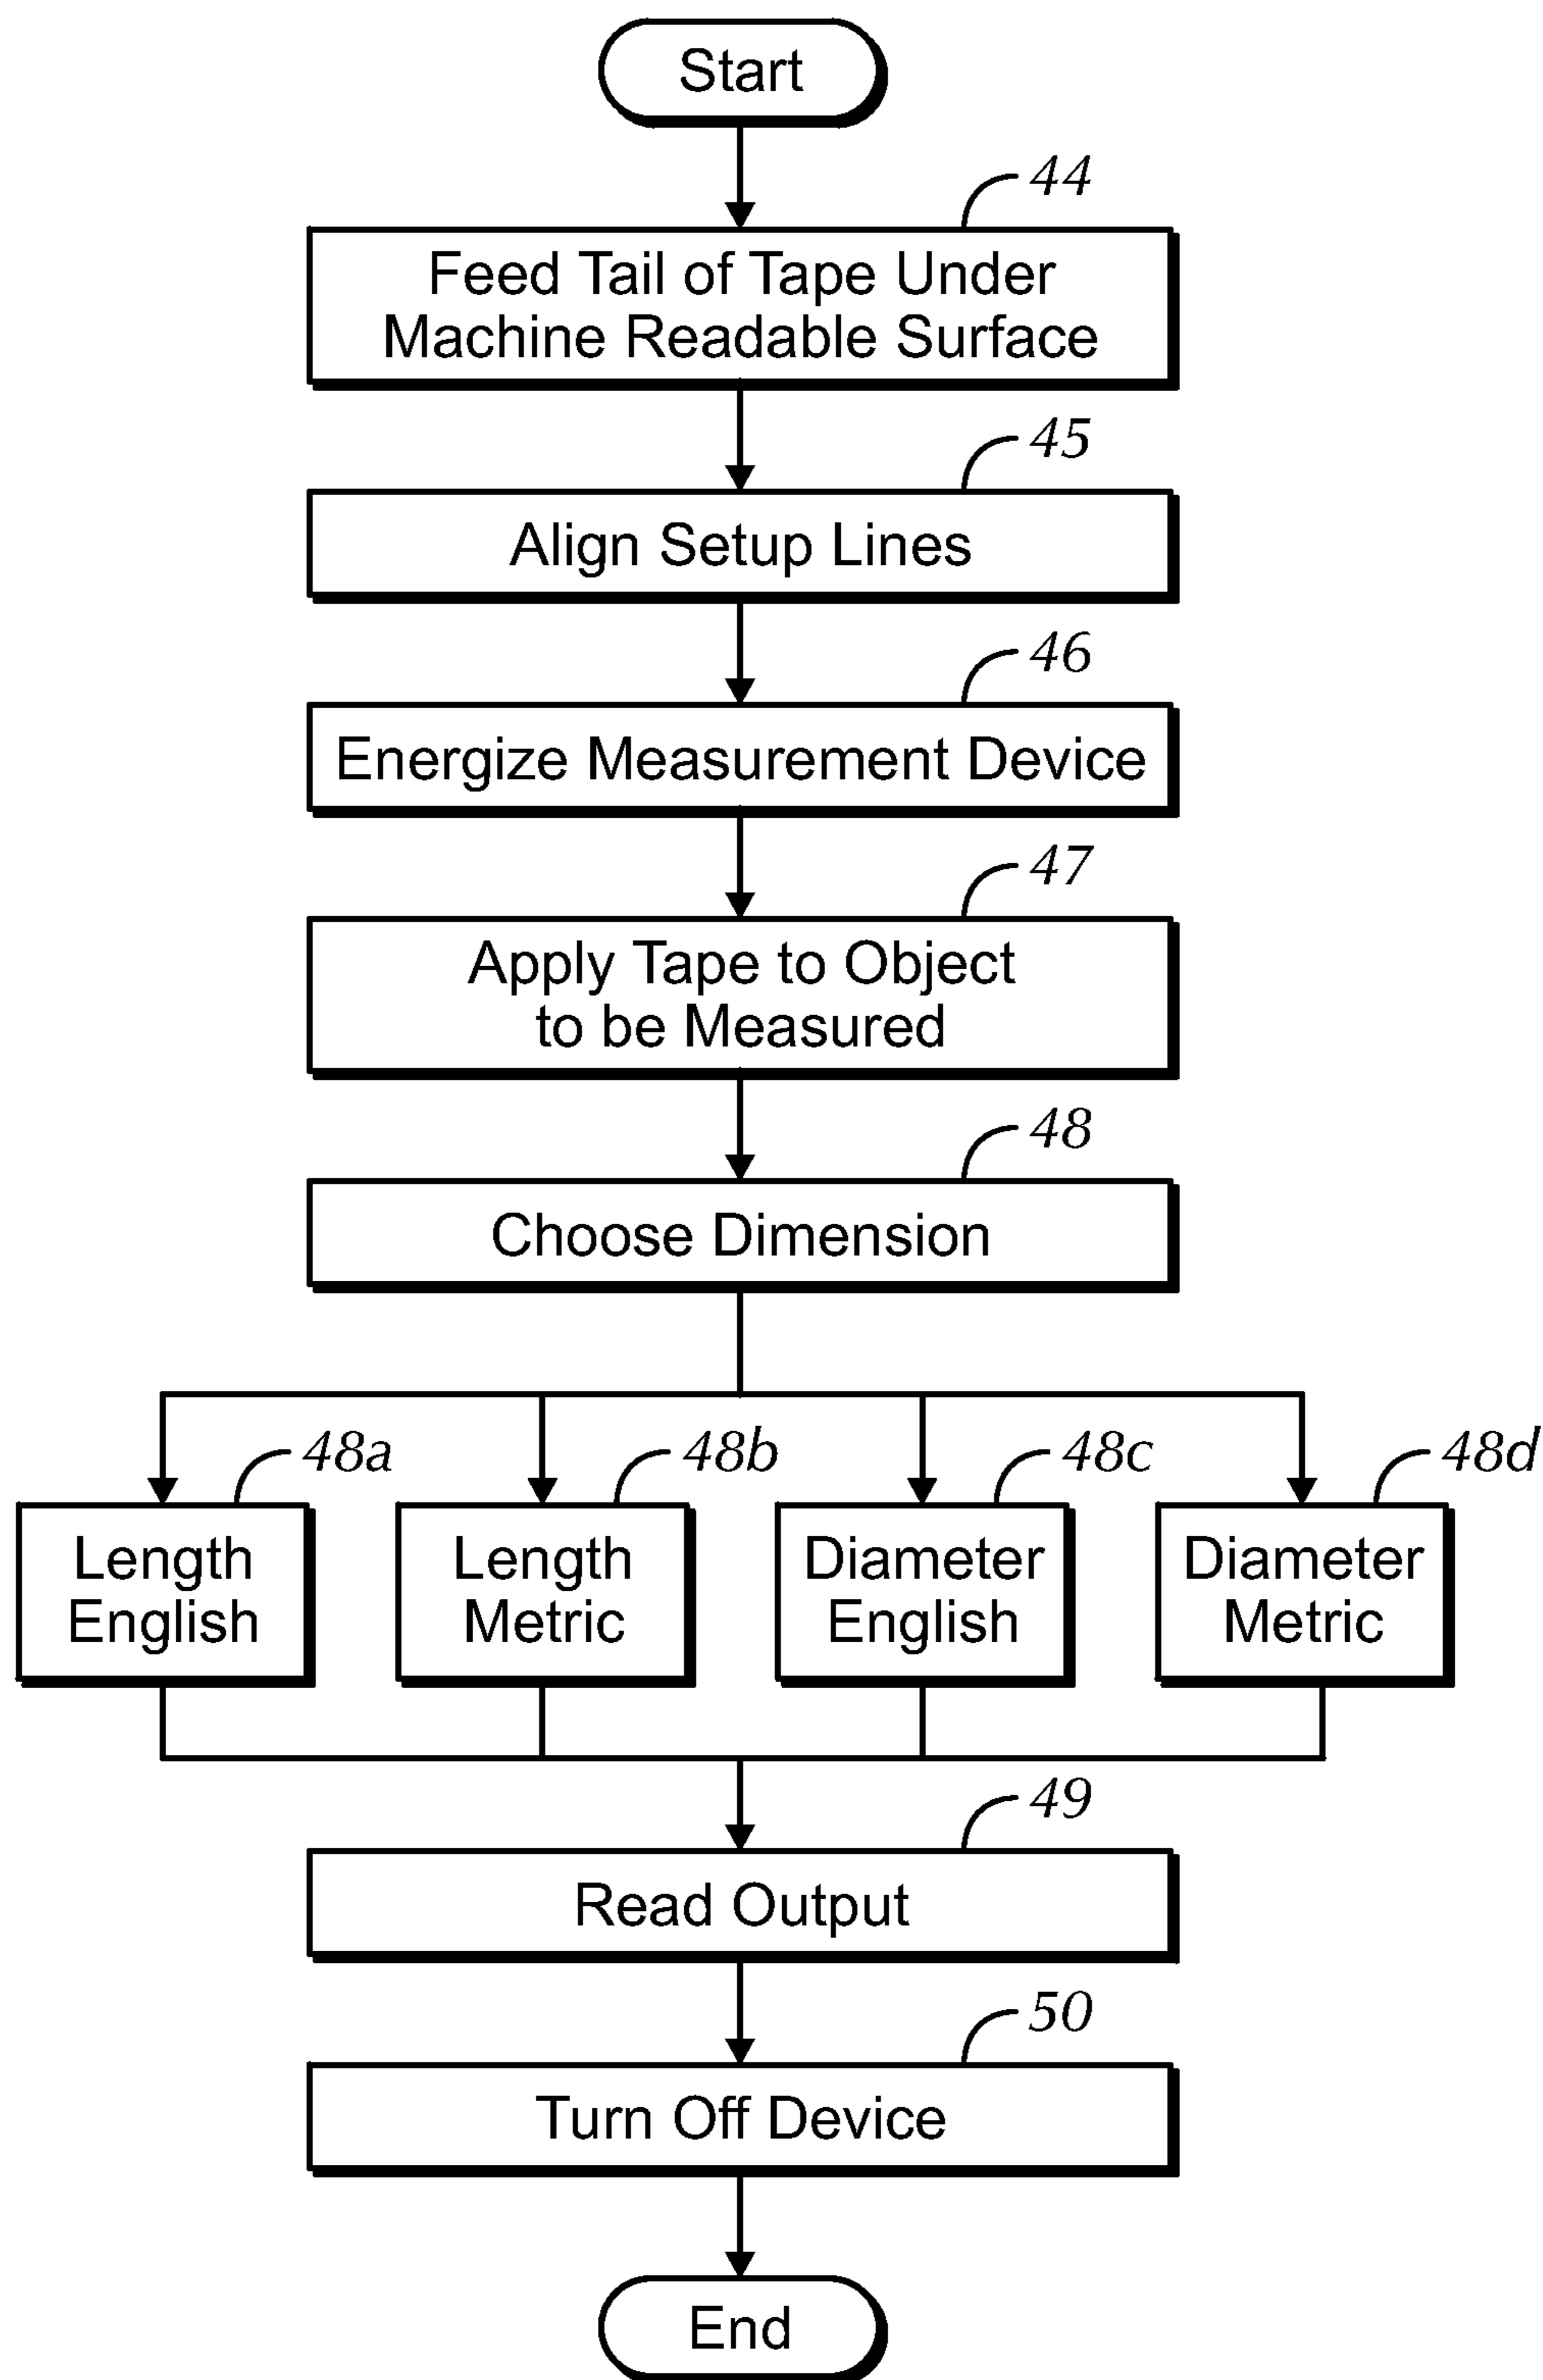 Start
44
Feed Tail of Tape Under
Machine Readable Surface
45
Align Setup Lines
46
Energize Measurement Device
47
Apply Tape to Object
to be Measured
48
Choose Dimension
48a
Length
English
48b
Length
Metric
48c
Diameter
English
48d
Diameter
Metric
49
Read Output
50
Turn Off Device
End